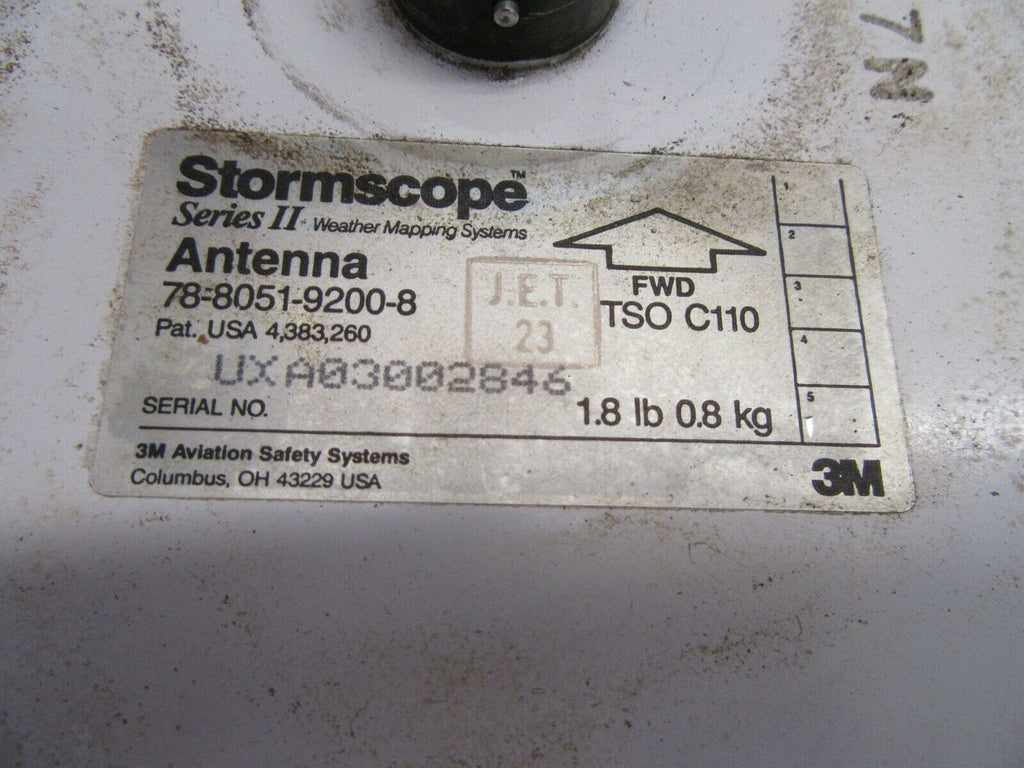 7M
Stormscope™
Series II - Weather Mapping Systems
Antenna
78-8051-9200-8
Pat. USA 4,383,260
UXA03002846
SERIAL NO.
J.E.T.
23
FWD
TSO C110
1.8 lb 0.8 kg
1
2
3
4
5
3M Aviation Safety Systems
Columbus, OH 43229 USA
3M